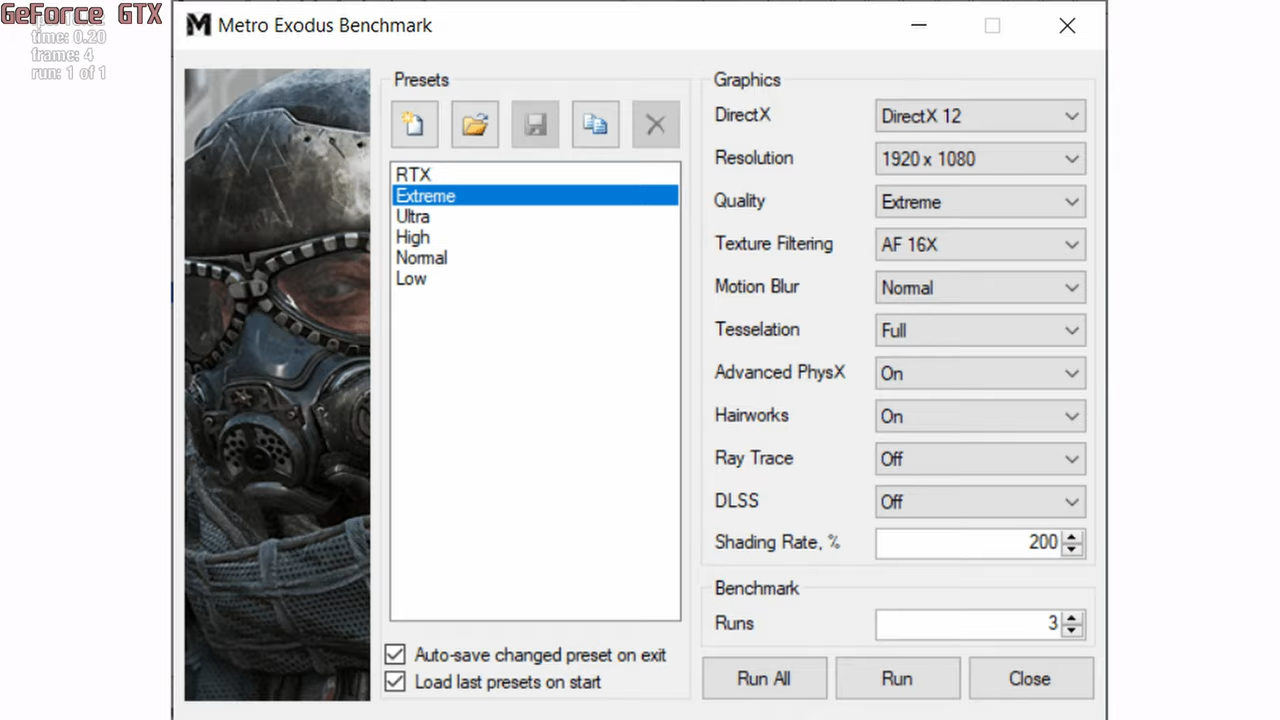 GeForce GTX
time: 0.20
frame: 4
run: 1 of 1
Metro Exodus Benchmark
Presets
RTX
Extreme
Ultra
High
Normal
Low
Auto-save changed preset on exit
Load last presets on start
Graphics
DirectX DirectX 12
Resolution 1920 x 1080
Quality Extreme
Texture Filtering AF 16X
Motion Blur Normal
Tesselation Full
Advanced PhysX On
Hairworks On
Ray Trace Off
DLSS Off
Shading Rate, % 200
Benchmark
Runs 3
Run All Run Close